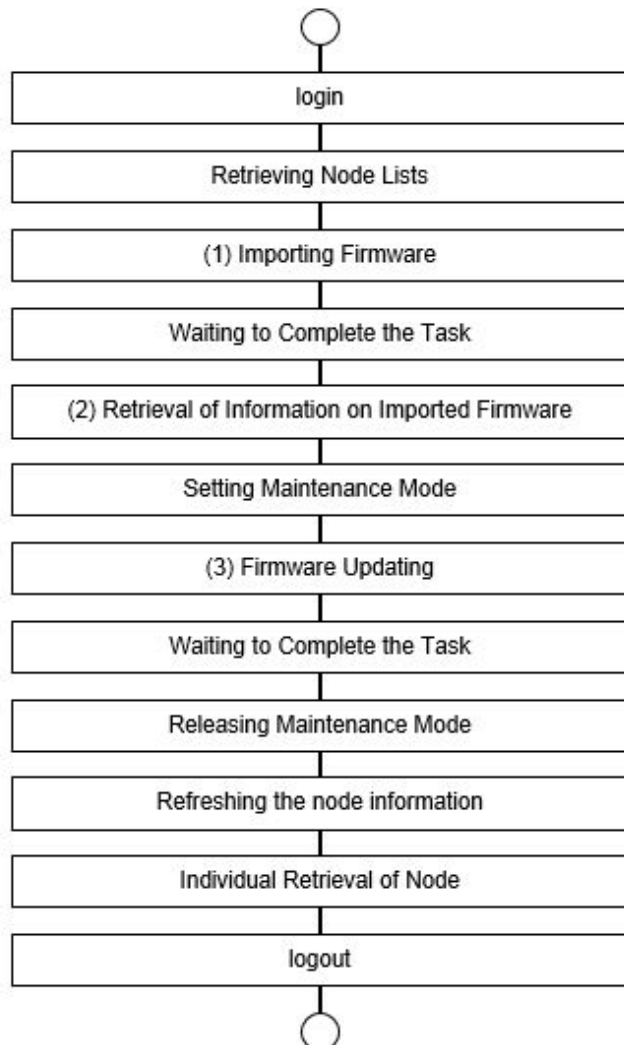 login
Retrieving Node Lists
(1) Importing Firmware
Waiting to Complete the Task
(2) Retrieval of Information on Imported Firmware
Setting Maintenance Mode
(3) Firmware Updating
Waiting to Complete the Task
Releasing Maintenance Mode
Refreshing the node information
Individual Retrieval of Node
logout